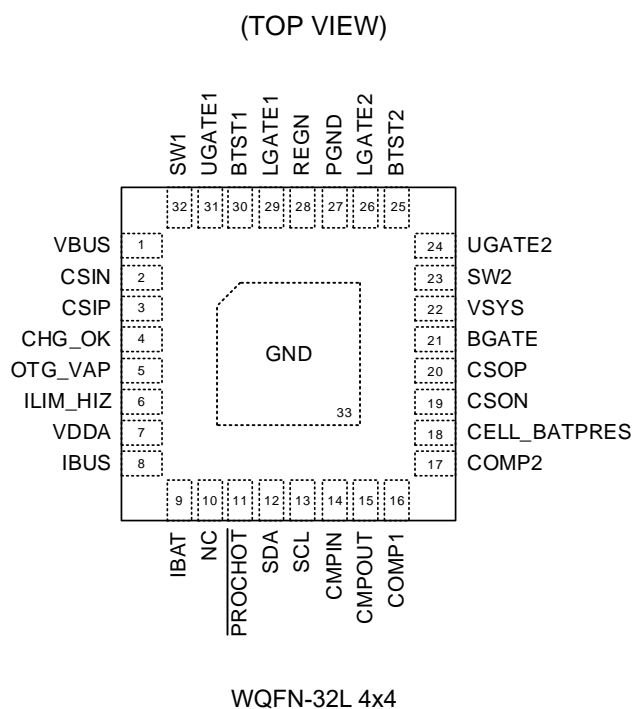 (TOP VIEW)
SW1
UGATE1
BTST1
LGATE1
REGN
PGND
LGATE2
BTST2
32
31
30
29
28
27
26
25
VBUS 1
CSIN 2
CSIP 3
CHG_OK 4
OTG_VAP 5
ILIM_HIZ 6
VDDA 7
IBUS 8
GND
33
24 UGATE2
23 SW2
22 VSYS
21 BGATE
20 CSOP
19 CSON
18 CELL_BATPRES
17 COMP2
9
10
11
12
13
14
15
16
IBAT
NC
PROCHOT
SDA
SCL
CMPIN
CMPOUT
COMP1
WQFN-32L 4x4